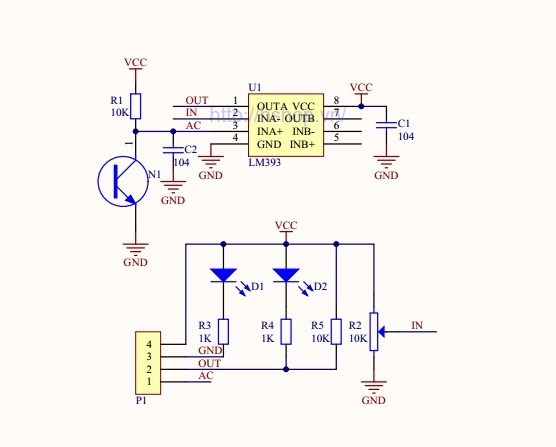 VCC
R1
10K
1
N1
GND
AC
C2
104
GND
OUT
IN
GND
U1
1
2
3
4
OUTA VCC
INA- OUTB
INA+ INB-
GND INB+
8
7
6
5
LM393
VCC
C1
104
GND
VCC
D1
D2
R3
1K
R4
1K
R5
10K
R2
10K
IN
GND
4
3
2
1
GND
OUT
AC
P1